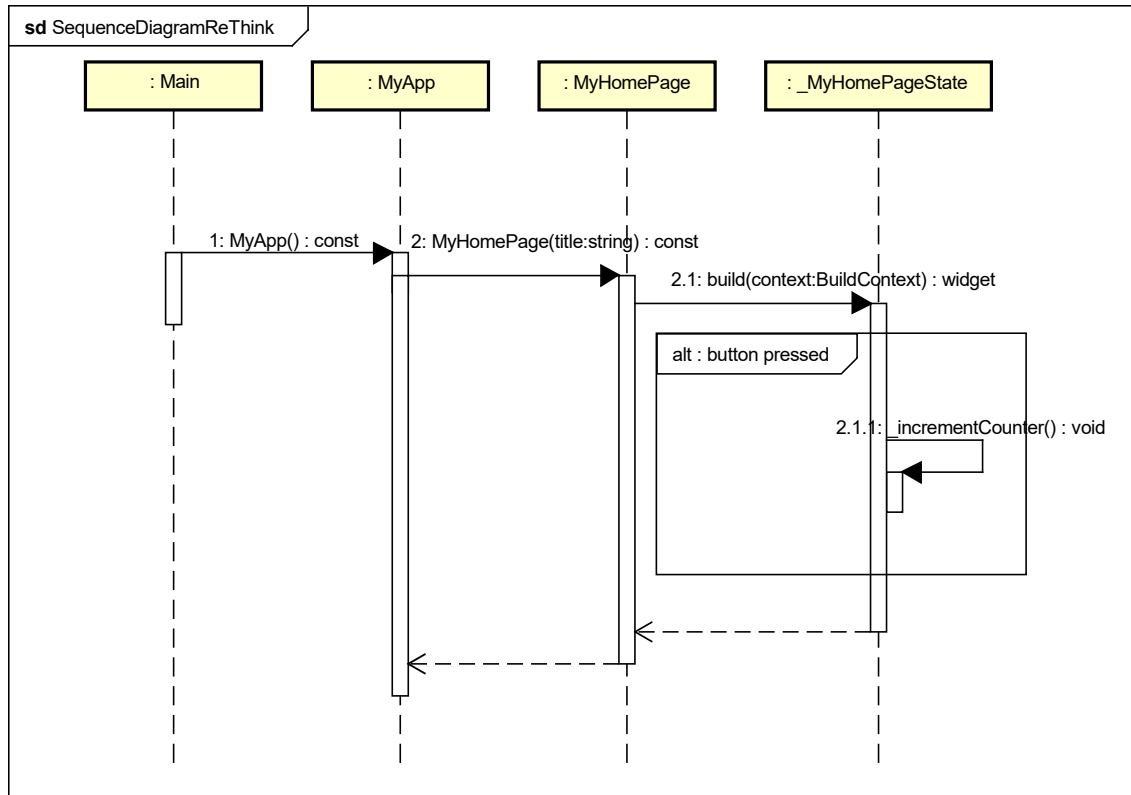 sd SequenceDiagramReThink
: Main
: MyApp
: MyHomePage
: _MyHomePageState
1: MyApp() : const
2: MyHomePage(title:string) : const
2.1: build(context:BuildContext) : widget
alt : button pressed
2.1.1: _incrementCounter() : void